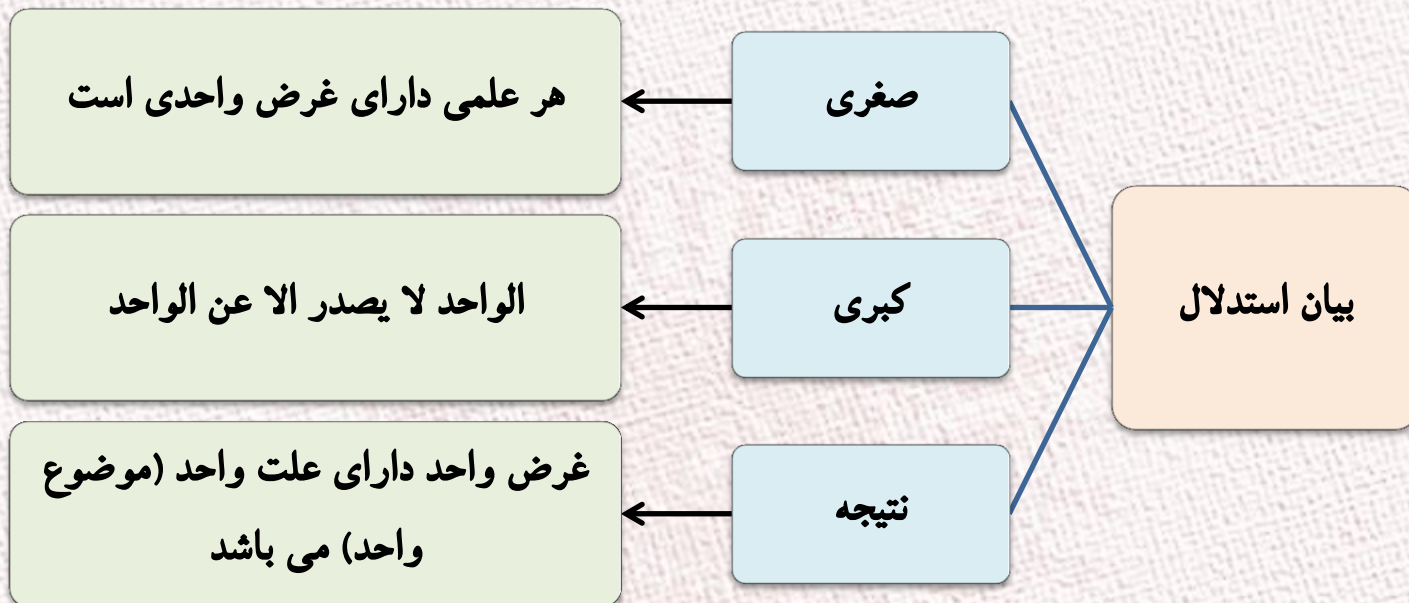 بیان استدلال
صغری
هر علمی دارای غرض واحدی است
کبری
الواحد لا یصدر الا عن الواحد
نتیجه
غرض واحد دارای علت واحد (موضوع
واحد) می باشد